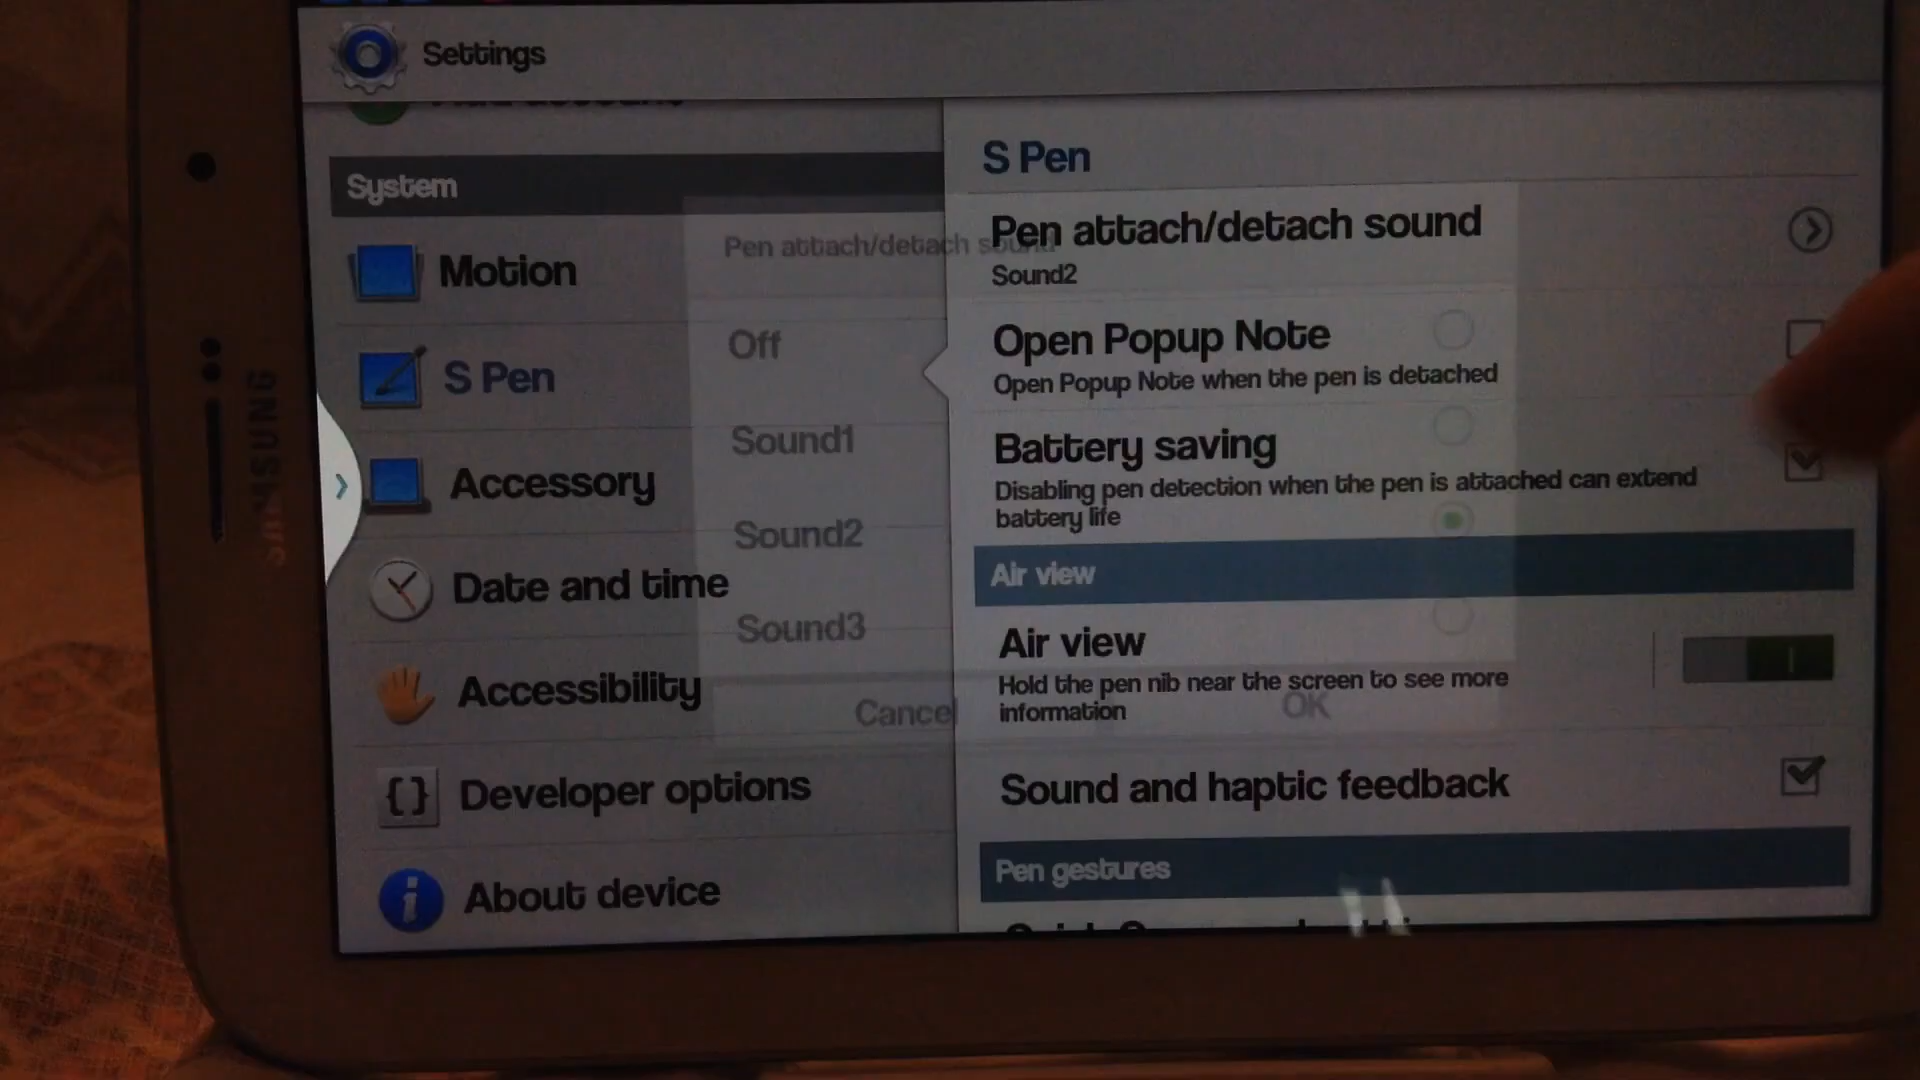 Settings
System
Motion
S Pen
Accessory
Date and time
Accessibility
{} Developer options
i About device
SAMSUNG
S Pen
Pen attach/detach sound
Sound2
Open Popup Note
Open Popup Note when the pen is detached
Battery saving
Disabling pen detection when the pen is attached can extend
battery life
Air view
Air view
Hold the pen nib near the screen to see more
information
Sound and haptic feedback
Pen gestures
Pen attach/detach sound
Off
Sound1
Sound2
Sound3
Cancel
OK